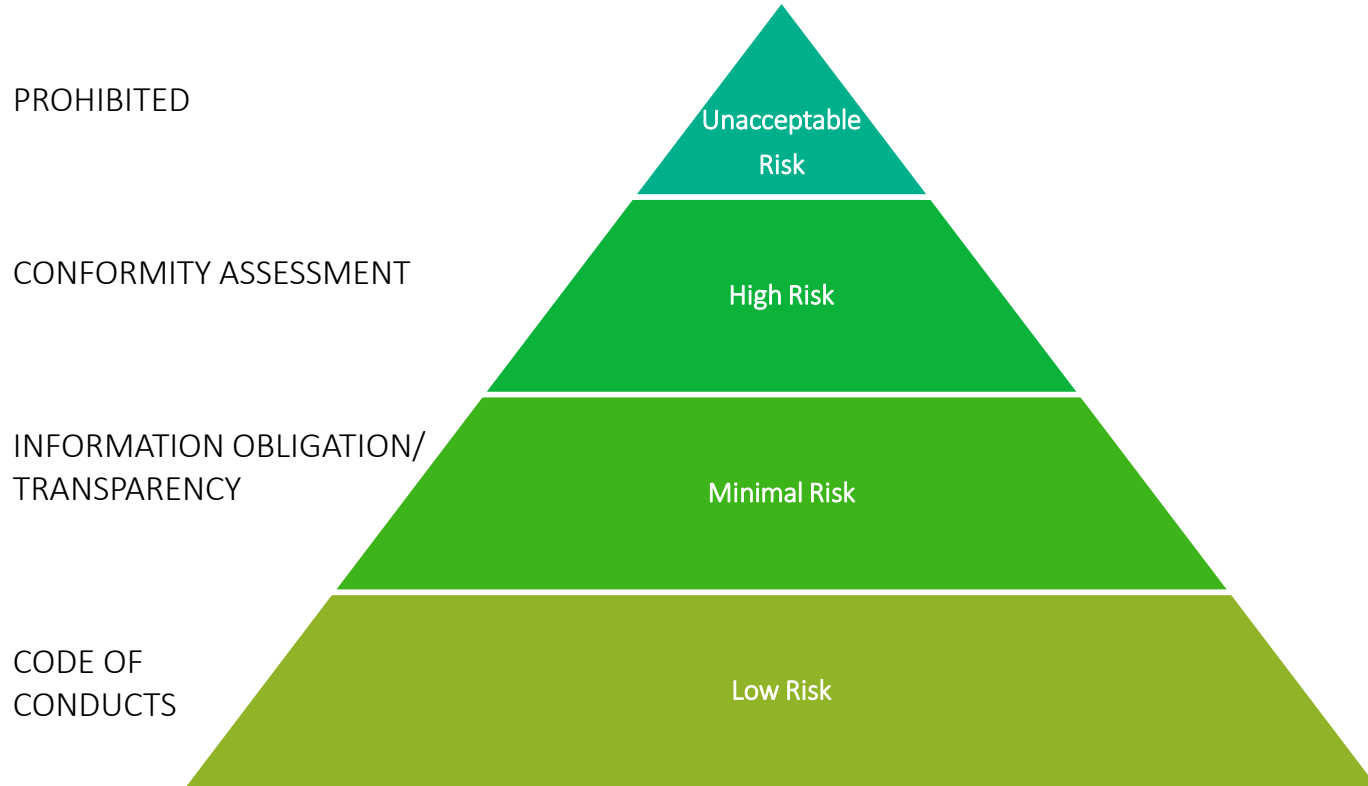 PROHIBITED
Unacceptable
Risk
CONFORMITY ASSESSMENT
High Risk
INFORMATION OBLIGATION/
TRANSPARENCY
Minimal Risk
CODE OF
CONDUCTS
Low Risk